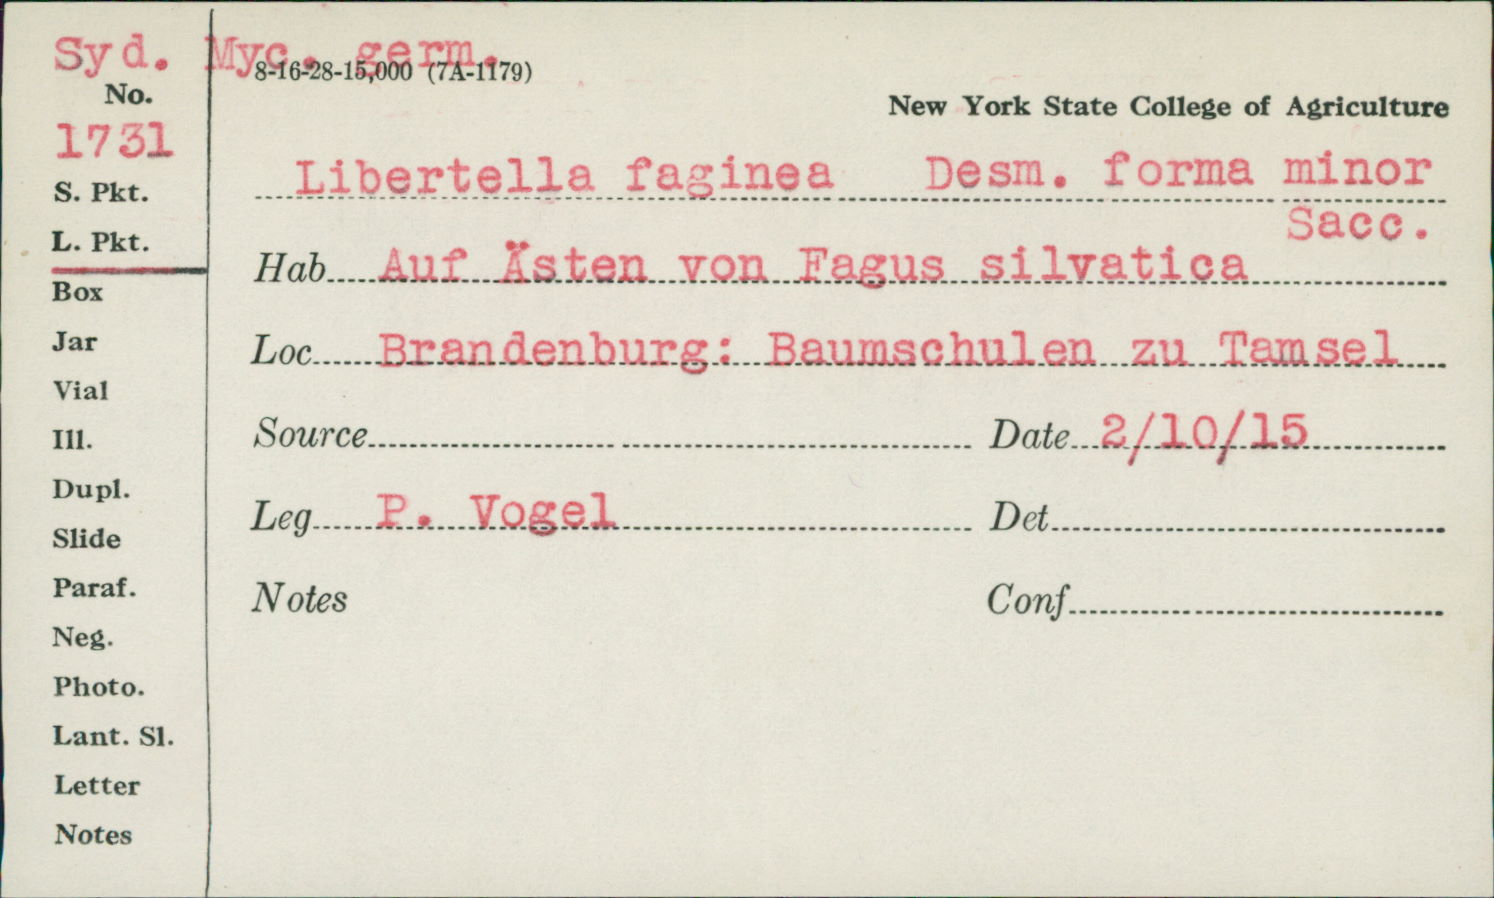 Syd. Myc. germ.
8-16-28-15,000 (7A-1179)
No.
New York State College of Agriculture
1731
Libertella faginea Desm. forma minor
Sacc.
S. Pkt.
L. Pkt.
Hab Auf Ästen von Fagus silvatica
Box
Jar
Loc Brandenburg: Baumschulen zu Tamsel
Vial
Ill.
Source Date 2/10/15
Dupl.
Leg P. Vogel Det
Slide
Paraf.
Notes Conf
Neg.
Photo.
Lant. Sl.
Letter
Notes